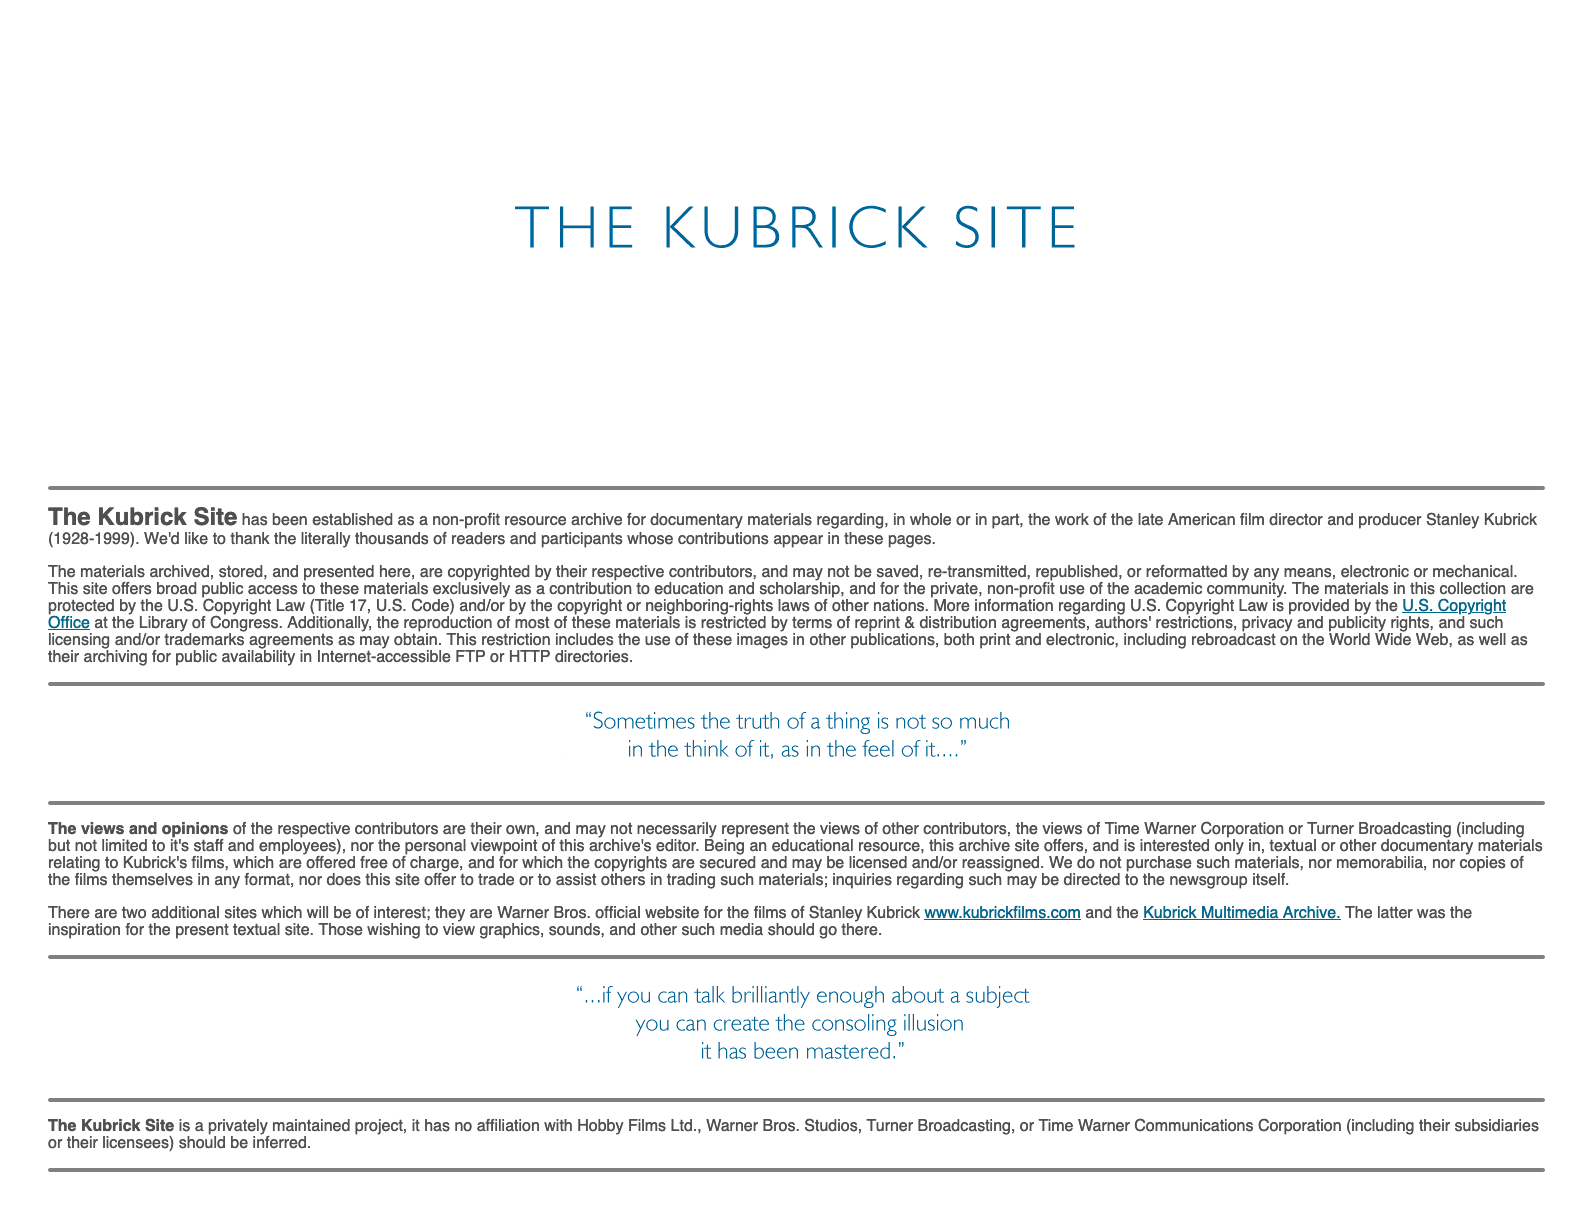 THE KUBRICK SITE
The Kubrick Site has been established as a non-profit resource archive for documentary materials regarding, in whole or in part, the work of the late American film director and producer Stanley Kubrick
(1928-1999). We'd like to thank the literally thousands of readers and participants whose contributions appear in these pages.
The materials archived, stored, and presented here, are copyrighted by their respective contributors, and may not be saved, re-transmitted, republished, or reformatted by any means, electronic or mechanical.
This site offers broad public access to these materials exclusively as a contribution to education and scholarship, and for the private, non-profit use of the academic community. The materials in this collection are
protected by the U.S. Copyright Law (Title 17, U.S. Code) and/or by the copyright or neighboring-rights laws of other nations. More information regarding U.S. Copyright Law is provided by the U.S. Copyright
Office at the Library of Congress. Additionally, the reproduction of most of these materials is restricted by terms of reprint & distribution agreements, authors' restrictions, privacy and publicity rights, and such
licensing and/or trademarks agreements as may obtain. This restriction includes the use of these images in other publications, both print and electronic, including rebroadcast on the World Wide Web, as well as
their archiving for public availability in Internet-accessible FTP or HTTP directories.
“Sometimes the truth of a thing is not so much
in the think of it, as in the feel of it....”
The views and opinions of the respective contributors are their own, and may not necessarily represent the views of other contributors, the views of Time Warner Corporation or Turner Broadcasting (including
but not limited to it's staff and employees), nor the personal viewpoint of this archive's editor. Being an educational resource, this archive site offers, and is interested only in, textual or other documentary materials
relating to Kubrick's films, which are offered free of charge, and for which the copyrights are secured and may be licensed and/or reassigned. We do not purchase such materials, nor memorabilia, nor copies of
the films themselves in any format, nor does this site offer to trade or to assist others in trading such materials; inquiries regarding such may be directed to the newsgroup itself.
There are two additional sites which will be of interest; they are Warner Bros. official website for the films of Stanley Kubrick www.kubrickfilms.com and the Kubrick Multimedia Archive. The latter was the
inspiration for the present textual site. Those wishing to view graphics, sounds, and other such media should go there.
“...if you can talk brilliantly enough about a subject
you can create the consoling illusion
it has been mastered.”
The Kubrick Site is a privately maintained project, it has no affiliation with Hobby Films Ltd., Warner Bros. Studios, Turner Broadcasting, or Time Warner Communications Corporation (including their subsidiaries
or their licensees) should be inferred.